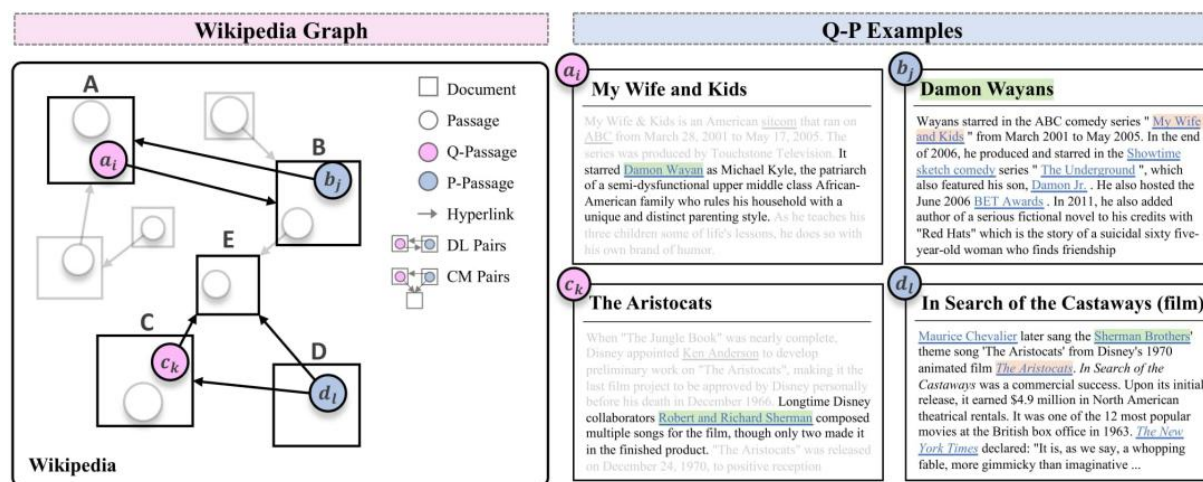 Wikipedia Graph
A
a_i
B
b_j
E
C
c_k
D
d_l
Document
Passage
Q-Passage
P-Passage
Hyperlink
DL Pairs
CM Pairs
Wikipedia
Q-P Examples
a_i
My Wife and Kids
My Wife & Kids is an American sitcom that ran on
ABC from March 28, 2001 to May 17, 2005. The
series was produced by Touchstone Television. It
starred Damon Wayan as Michael Kyle, the patriarch
of a semi-dysfunctional upper middle class African-
American family who rules his household with a
unique and distinct parenting style. As he teaches his
three children some of life's lessons, he does so with
his own brand of humor.
b_j
Damon Wayans
Wayans starred in the ABC comedy series " My Wife
and Kids " from March 2001 to May 2005. In the end
of 2006, he produced and starred in the Showtime
sketch comedy series " The Underground ", which
also featured his son, Damon Jr. . He also hosted the
June 2006 BET Awards . In 2011, he also added
author of a serious fictional novel to his credits with
"Red Hats" which is the story of a suicidal sixty five-
year-old woman who finds friendship
c_k
The Aristocats
When "The Jungle Book" was nearly complete,
Disney appointed Ken Anderson to develop
preliminary work on "The Aristocats", making it the
last film project to be approved by Disney personally
before his death in December 1966. Longtime Disney
collaborators Robert and Richard Sherman composed
multiple songs for the film, though only two made it
in the finished product. "The Aristocats" was released
on December 24, 1970, to positive reception
d_l
In Search of the Castaways (film)
Maurice Chevalier later sang the Sherman Brothers'
theme song 'The Aristocats' from Disney's 1970
animated film The Aristocats. In Search of the
Castaways was a commercial success. Upon its initial
release, it earned $4.9 million in North American
theatrical rentals. It was one of the 12 most popular
movies at the British box office in 1963. The New
York Times declared: "It is, as we say, a whopping
fable, more gimmicky than imaginative ...